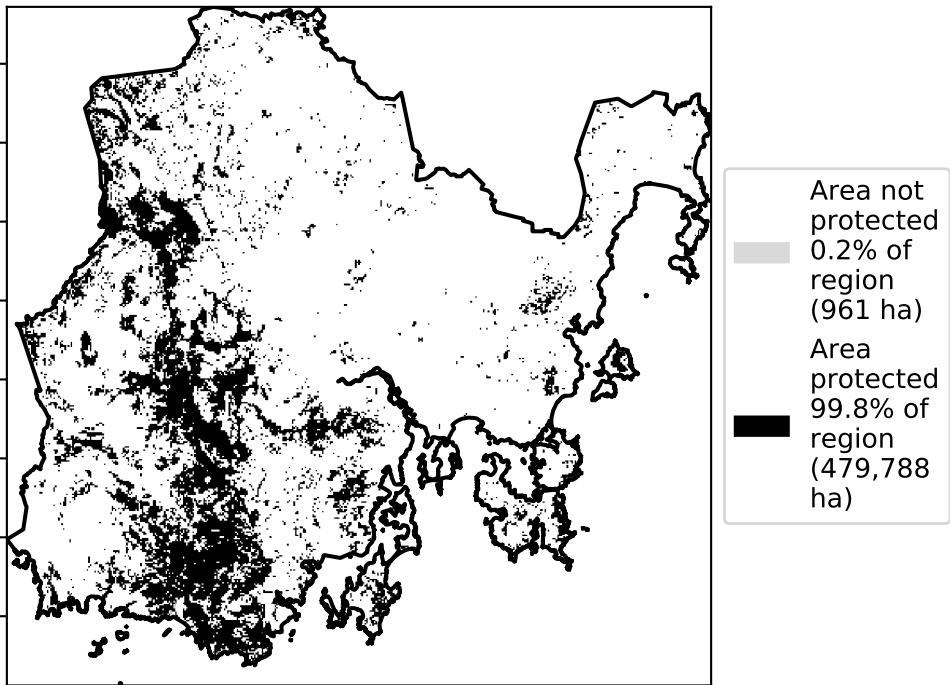 Area not
protected
0.2% of
region
(961 ha)
Area
protected
99.8% of
region
(479,788
ha)